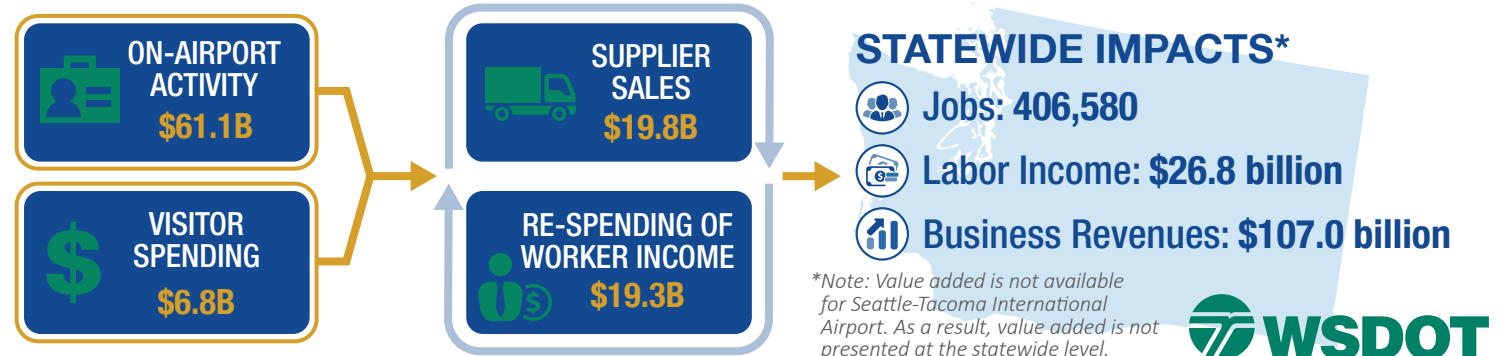 ON-AIRPORT
ACTIVITY
$61.1B
VISITOR
SPENDING
$6.8B
SUPPLIER
SALES
$19.8B
RE-SPENDING OF
WORKER INCOME
$19.3B
STATEWIDE IMPACTS*
Jobs: 406,580
Labor Income: $26.8 billion
Business Revenues: $107.0 billion
*Note: Value added is not available
for Seattle-Tacoma International
Airport. As a result, value added is not
presented at the statewide level.
WSDOT